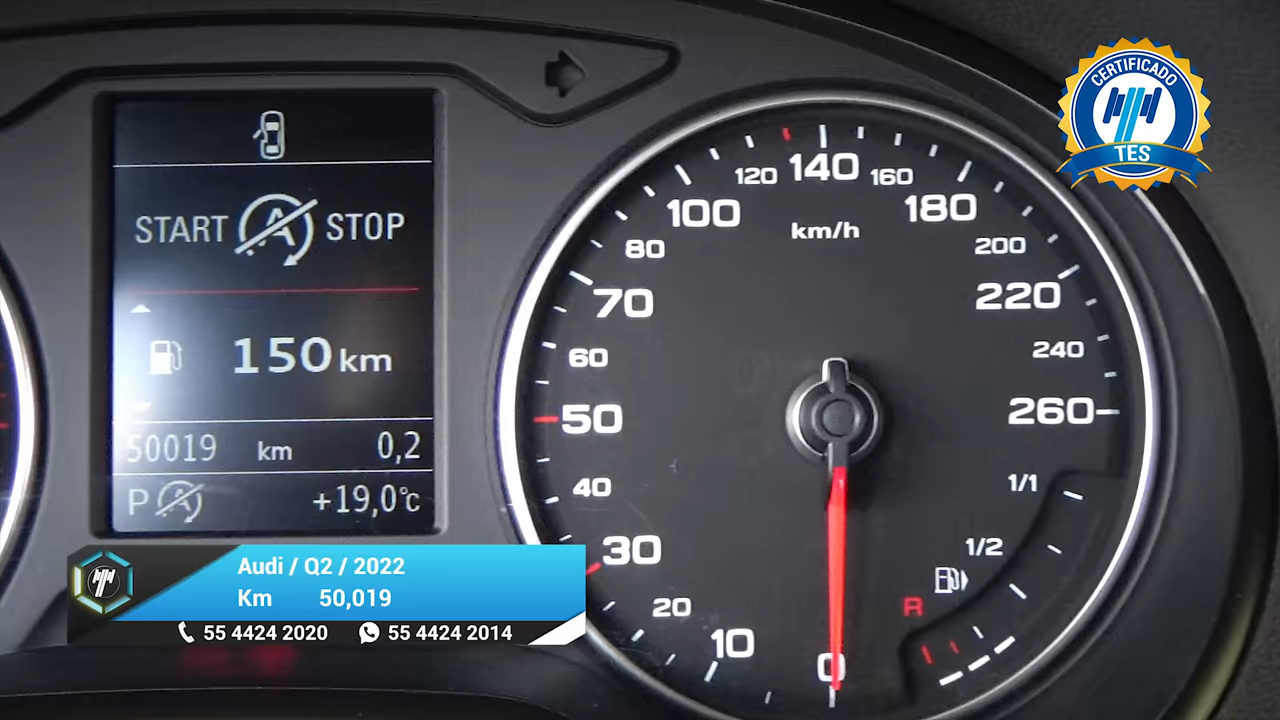 START A STOP
150 km
50019 km 0,2
P A +19,0°C
0
10
20
30
40
50
60
70
80
100
120
140
160
180
200
220
240
260
km/h
1/1
1/2
R
CERTIFICADO
TES
Audi / Q2 / 2022
Km 50,019
55 4424 2020 55 4424 2014